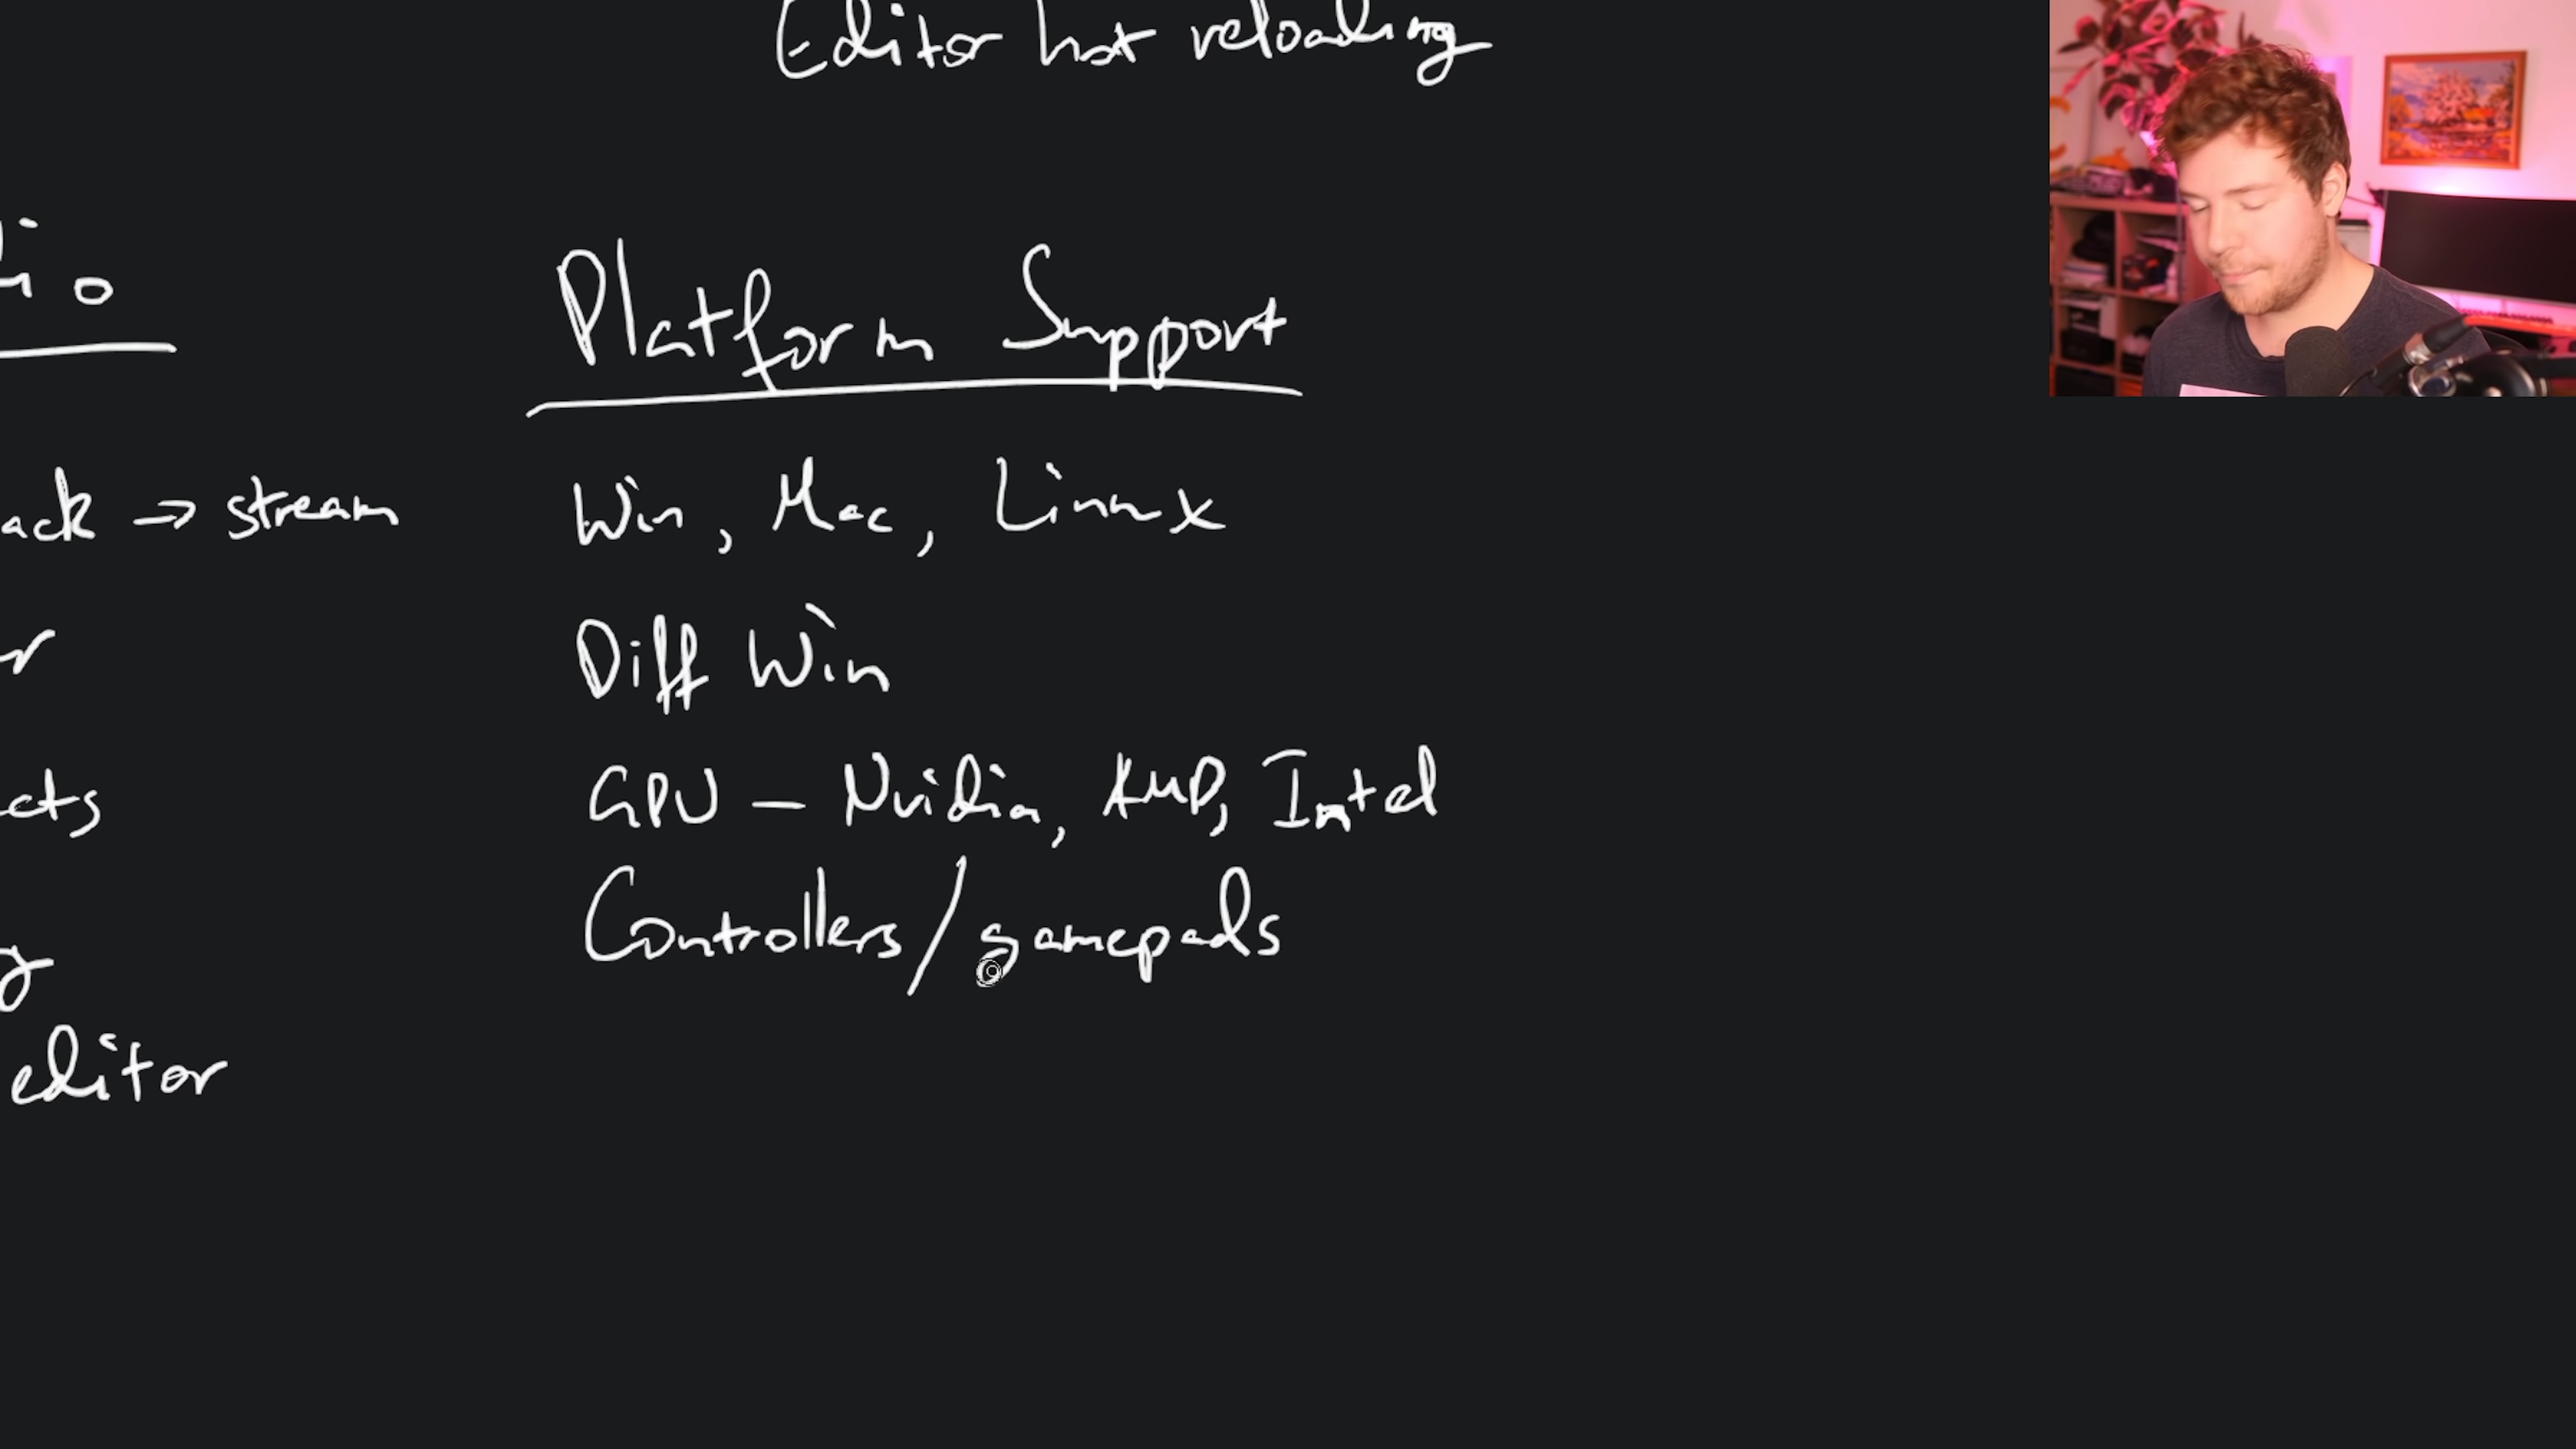 Editor hot reloading
Platform Support
→ stream
Win, Mac, Linux
Diff Win
GPU — Nvidia, AMD, Intel
Controllers/gamepads
editor